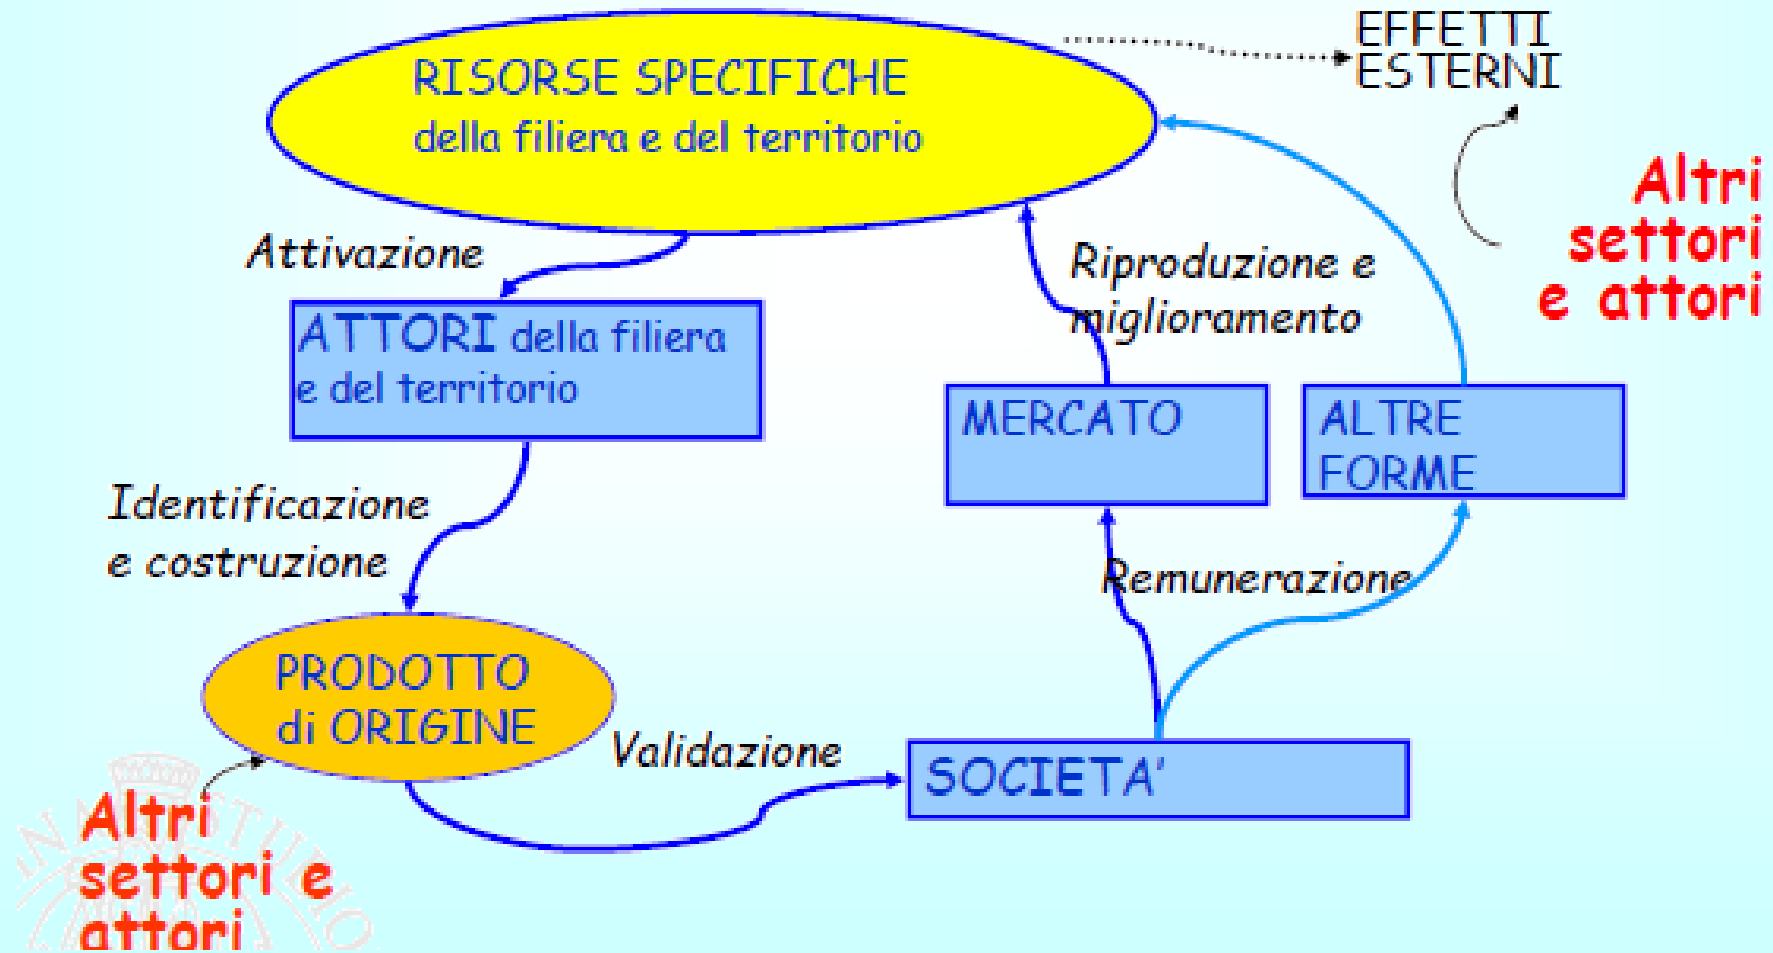 EFFETTI
ESTERNI
RISORSE SPECIFICHE
della filiera e del territorio
Altri
settori
e attori
Attivazione
Riproduzione e
miglioramento
ATTORI della filiera
e del territorio
MERCATO
ALTRE
FORME
Identificazione
e costruzione
Remunerazione
PRODOTTO
di ORIGINE
Validazione
SOCIETA'
Altri
settori e
attori